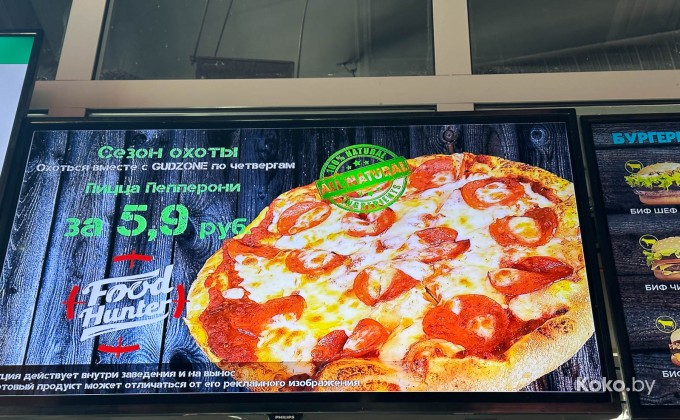 Сезон охоты
Охоться вместе с GUDZONE по четвергам
Пицца Пепперони
за 5,9 руб
100% NATURAL
ALL NATURAL
Food
Hunter
кция действует внутри заведения и на вынос
товый продукт может отличаться от его рекламного изображения.
PHILIPS
БУРГЕР
БИФ ШЕФ
БИФ ЧИ
БИФ
Koko.by